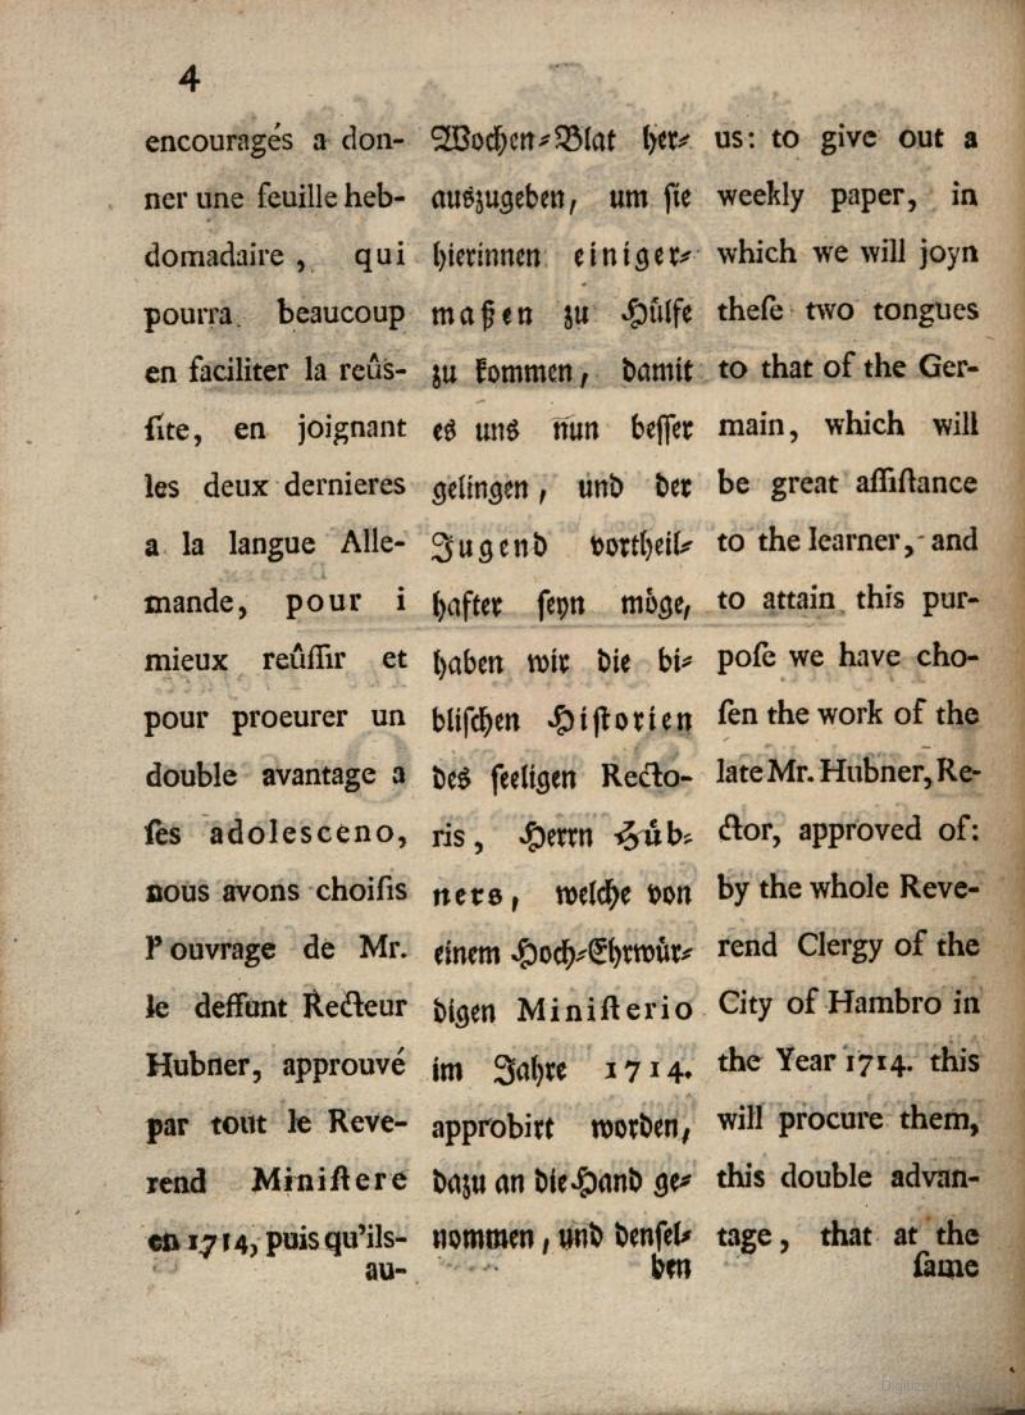 4
encouragés a don-
ner une feuille heb-
domadaire , qui
pourra beaucoup
en faciliter la reûs-
ſite, en joignant
les deux dernieres
a la langue Alle-
mande, pour i
mieux reûſſir et
pour proeurer un
double avantage a
ſes adolesceno,
nous avons choiſis
l' ouvrage de Mr.
le deffunt Recteur
Hubner, approuvé
par tout le Reve-
rend Miniſtere
en 1714, puis qu'ils-
au-
Wochen⸗Blat her⸗
auszugeben, um ſie
hierinnen einiger⸗
maßen zu Huͤlfe
zu kommen, damit
es uns nun beſſer
gelingen, und der
Jugend vortheil⸗
hafter ſeyn moͤge,
haben wir die bi⸗
bliſchen Hiſtorien
des ſeeligen Recto-
ris, Herrn Huͤb⸗
ners, welche von
einem Hoch⸗Ehrwuͤr⸗
digen Miniſterio
im Jahre 1714.
approbirt worden,
dazu an die Hand ge⸗
nommen, und denſel⸗
ben
us: to give out a
weekly paper, in
which we will joyn
theſe two tongues
to that of the Ger-
main, which will
be great aſſiſtance
to the learner, and
to attain this pur-
poſe we have cho-
ſen the work of the
late Mr. Hubner, Re-
ctor, approved of:
by the whole Reve-
rend Clergy of the
City of Hambro in
the Year 1714. this
will procure them,
this double advan-
tage, that at the
ſame